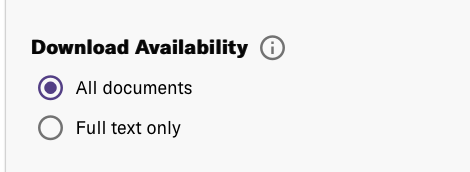 Download Availability
All documents
Full text only